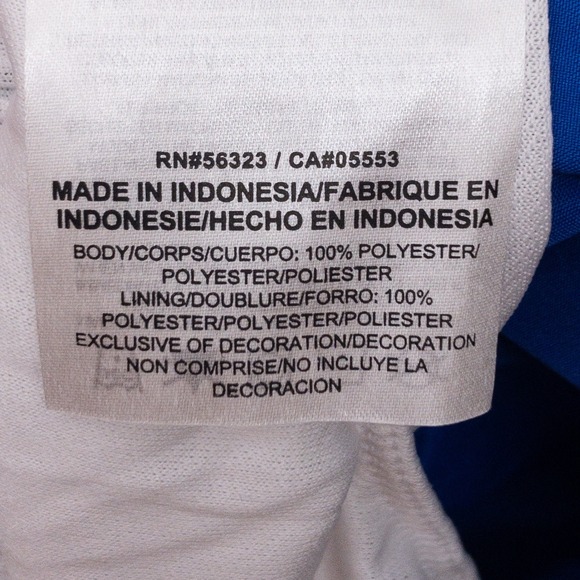 RN#56323 / CA#05553
MADE IN INDONESIA/FABRIQUE EN
INDONESIE/HECHO EN INDONESIA
BODY/CORPS/CUERPO: 100% POLYESTER/
POLYESTER/POLIESTER
LINING/DOUBLURE/FORRO: 100%
POLYESTER/POLYESTER/POLIESTER
EXCLUSIVE OF DECORATION/DECORATION
NON COMPRISE/NO INCLUYE LA
DECORACION